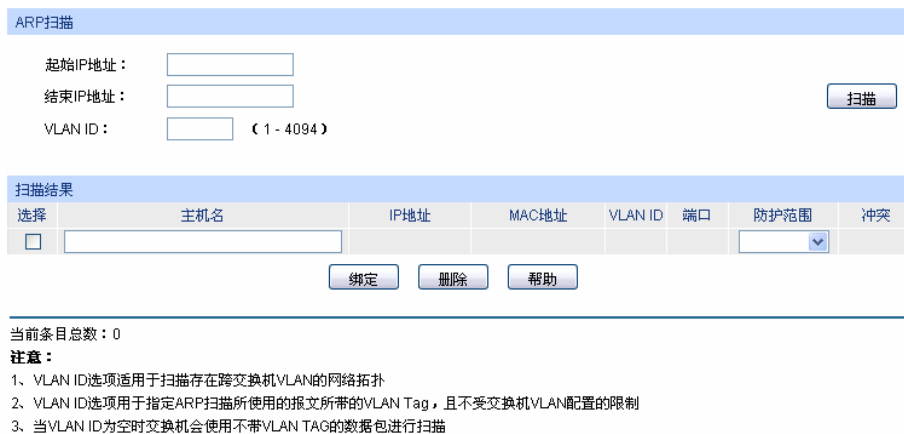 ARP扫描
起始IP地址：
结束IP地址：
扫描
VLAN ID：
（1 - 4094）
扫描结果
选择 主机名 IP地址 MAC地址 VLAN ID 端口 防护范围 冲突
绑定 删除 帮助
当前条目总数：0
注意：
1、VLAN ID选项适用于扫描存在跨交换机VLAN的网络拓扑
2、VLAN ID选项用于指定ARP扫描所使用的报文所带的VLAN Tag，且不受交换机VLAN配置的限制
3、当VLAN ID为空时交换机会使用不带VLAN TAG的数据包进行扫描